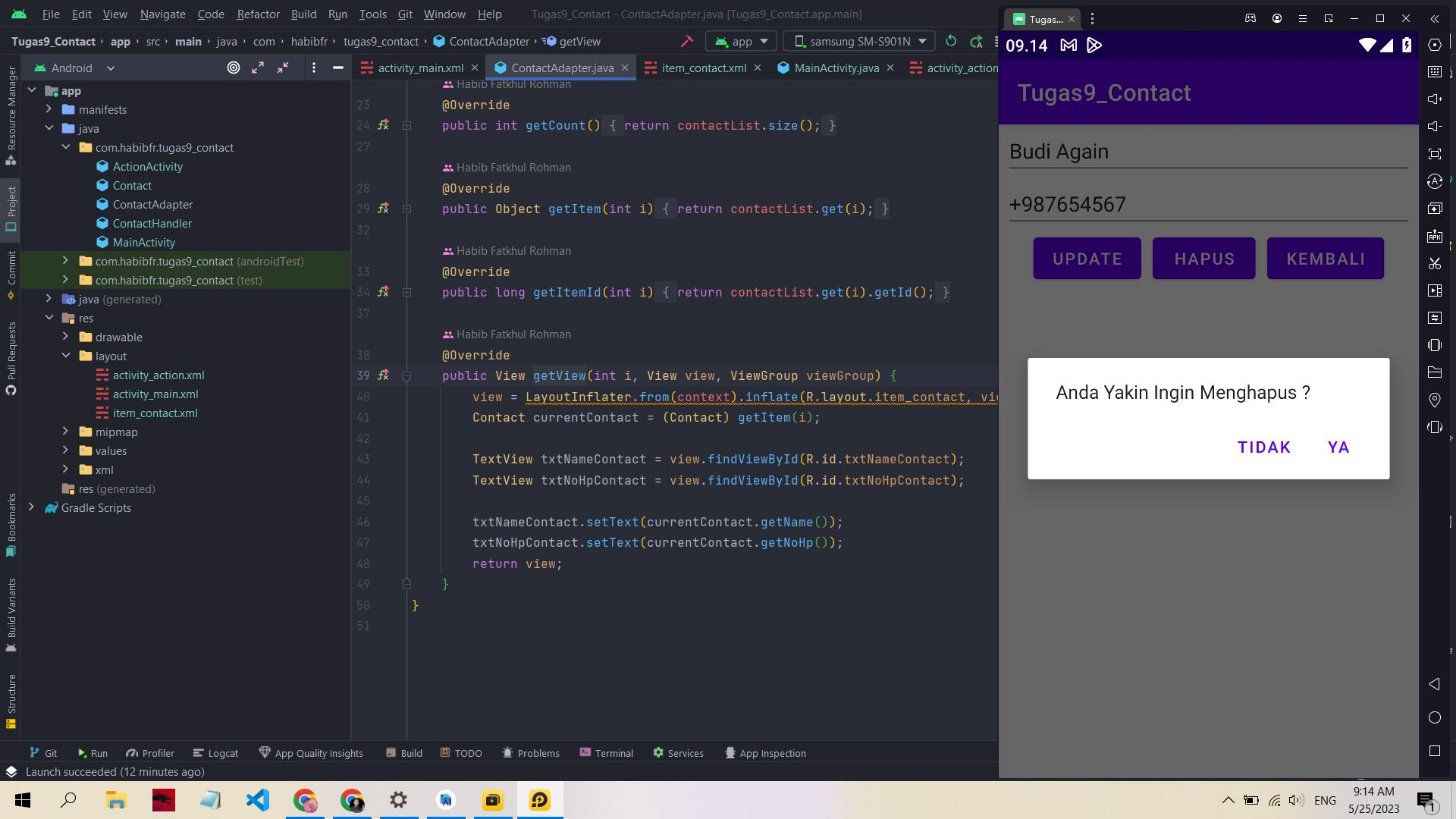 File Edit View Navigate Code Refactor Build Run Tools Git Window Help Tugas9_Contact - ContactAdapter.java [Tugas9_Contact.app.main]
Tugas9_Contact › app › src › main › java › com › habibfr › tugas9_contact › ContactAdapter › getView
app
samsung SM-S901N
Android
activity_main.xml
ContactAdapter.java
item_contact.xml
MainActivity.java
activity_action
Resource Manager
Project
Commit
Pull Requests
Bookmarks
Build Variants
Structure
app
manifests
java
com.habibfr.tugas9_contact
ActionActivity
Contact
ContactAdapter
ContactHandler
MainActivity
com.habibfr.tugas9_contact (androidTest)
com.habibfr.tugas9_contact (test)
java (generated)
res
drawable
layout
activity_action.xml
activity_main.xml
item_contact.xml
mipmap
values
xml
res (generated)
Gradle Scripts
Habib Fatkhul Rohman
23 @Override
24 public int getCount() { return contactList.size(); }
27
Habib Fatkhul Rohman
28 @Override
29 public Object getItem(int i) { return contactList.get(i); }
32
Habib Fatkhul Rohman
33 @Override
34 public long getItemId(int i) { return contactList.get(i).getId(); }
37
Habib Fatkhul Rohman
38 @Override
39 public View getView(int i, View view, ViewGroup viewGroup) {
40 view = LayoutInflater.from(context).inflate(R.layout.item_contact, vi
41 Contact currentContact = (Contact) getItem(i);
42
43 TextView txtNameContact = view.findViewById(R.id.txtNameContact);
44 TextView txtNoHpContact = view.findViewById(R.id.txtNoHpContact);
45
46 txtNameContact.setText(currentContact.getName());
47 txtNoHpContact.setText(currentContact.getNoHp());
48 return view;
49 }
50 }
51
Git Run Profiler Logcat App Quality Insights Build TODO Problems Terminal Services App Inspection
Launch succeeded (12 minutes ago)
Tugas...
09.14
Tugas9_Contact
Budi Again
+987654567
UPDATE HAPUS KEMBALI
Anda Yakin Ingin Menghapus ?
TIDAK YA
ENG
9:14 AM
5/25/2023
1